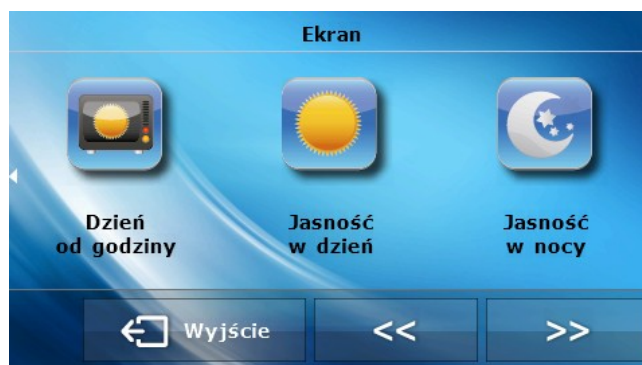 Ekran
Dzień
od godziny
Jasność
w dzień
Jasność
w nocy
Wyjście
<<
>>